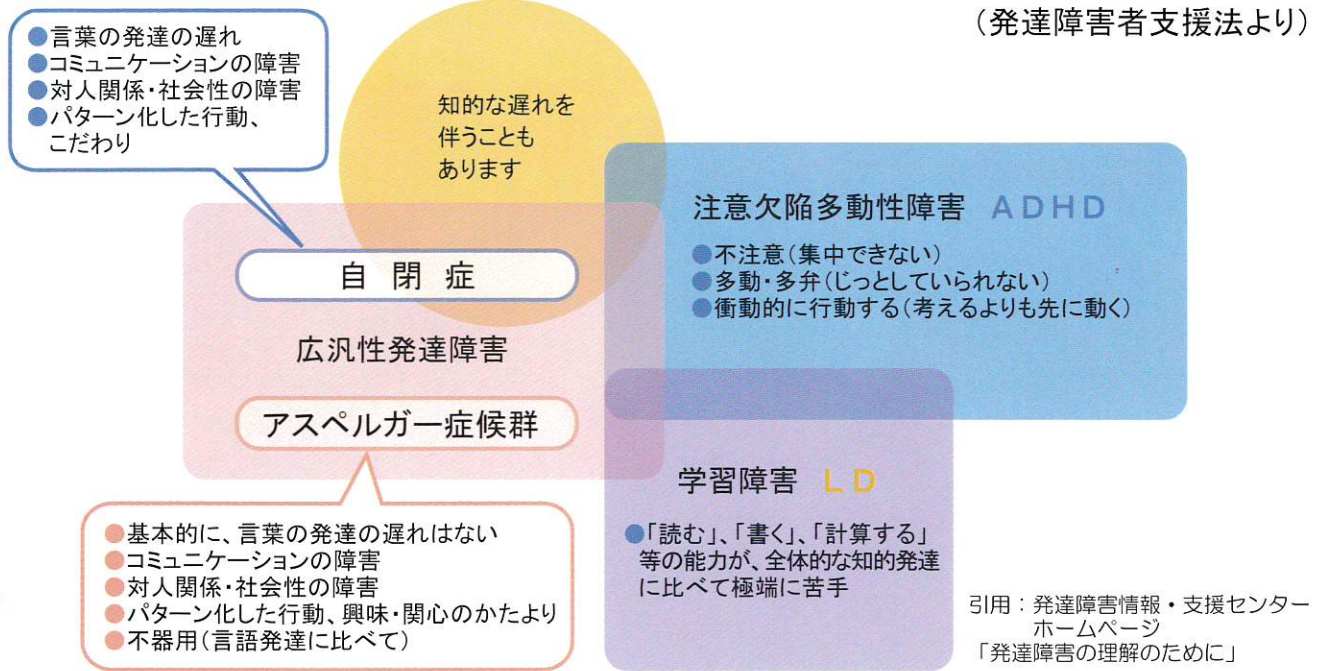 (発達障害者支援法より)
●言葉の発達の遅れ
●コミュニケーションの障害
●対人関係・社会性の障害
●パターン化した行動、
こだわり
知的な遅れを
伴うことも
あります
注意欠陥多動性障害 ADHD
●不注意(集中できない)
●多動・多弁(じっとしていられない)
●衝動的に行動する(考えるよりも先に動く)
自閉症
広汎性発達障害
アスペルガー症候群
●基本的に、言葉の発達の遅れはない
●コミュニケーションの障害
●対人関係・社会性の障害
●パターン化した行動、興味・関心のかたより
●不器用(言語発達に比べて)
学習障害 LD
●「読む」、「書く」、「計算する」
等の能力が、全体的な知的発達
に比べて極端に苦手
引用：発達障害情報・支援センター
ホームページ
「発達障害の理解のために」